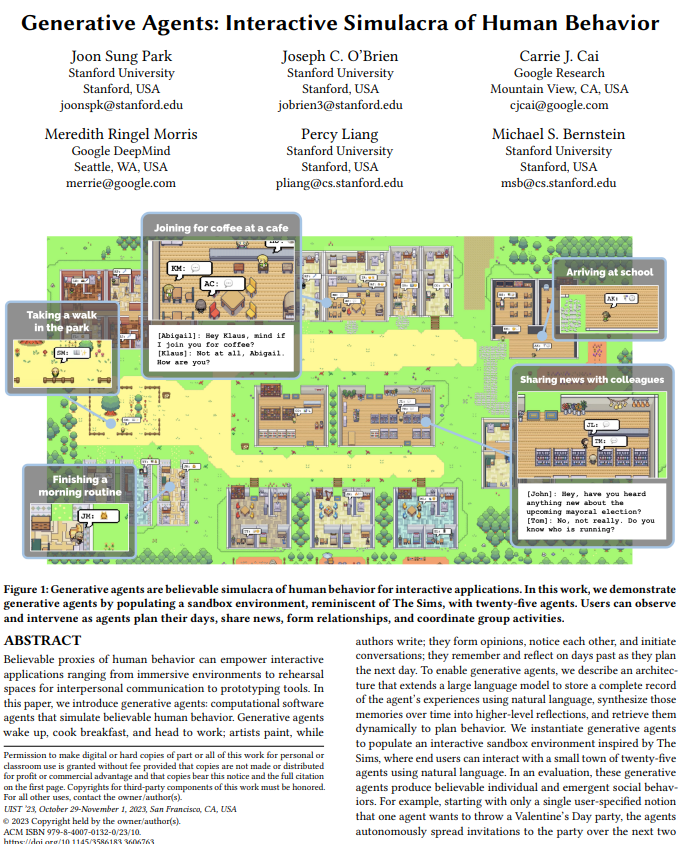 Generative Agents: Interactive Simulacra of Human Behavior
Joon Sung Park
Stanford University
Stanford, USA
joonspk@stanford.edu
Joseph C. O'Brien
Stanford University
Stanford, USA
jobrien3@stanford.edu
Carrie J. Cai
Google Research
Mountain View, CA, USA
cjcai@google.com
Meredith Ringel Morris
Google DeepMind
Seattle, WA, USA
merrie@google.com
Percy Liang
Stanford University
Stanford, USA
pliang@cs.stanford.edu
Michael S. Bernstein
Stanford University
Stanford, USA
msb@cs.stanford.edu
Joining for coffee at a cafe
KM:
AC:
[Abigail]: Hey Klaus, mind if
I join you for coffee?
[Klaus]: Not at all, Abigail.
How are you?
Arriving at school
AK:
Taking a walk
in the park
SM:
Sharing news with colleagues
JL:
TM:
[John]: Hey, have you heard
anything new about the
upcoming mayoral election?
[Tom]: No, not really. Do you
know who is running?
Finishing a
morning routine
JM:
Figure 1: Generative agents are believable simulacra of human behavior for interactive applications. In this work, we demonstrate
generative agents by populating a sandbox environment, reminiscent of The Sims, with twenty-five agents. Users can observe
and intervene as agents plan their days, share news, form relationships, and coordinate group activities.
ABSTRACT
Believable proxies of human behavior can empower interactive
applications ranging from immersive environments to rehearsal
spaces for interpersonal communication to prototyping tools. In
this paper, we introduce generative agents: computational software
agents that simulate believable human behavior. Generative agents
wake up, cook breakfast, and head to work; artists paint, while
Permission to make digital or hard copies of part or all of this work for personal or
classroom use is granted without fee provided that copies are not made or distributed
for profit or commercial advantage and that copies bear this notice and the full citation
on the first page. Copyrights for third-party components of this work must be honored.
For all other uses, contact the owner/author(s).
UIST '23, October 29-November 1, 2023, San Francisco, CA, USA
© 2023 Copyright held by the owner/author(s).
ACM ISBN 979-8-4007-0132-0/23/10.
https://doi.org/10.1145/3586183.3606763
authors write; they form opinions, notice each other, and initiate
conversations; they remember and reflect on days past as they plan
the next day. To enable generative agents, we describe an architec-
ture that extends a large language model to store a complete record
of the agent's experiences using natural language, synthesize those
memories over time into higher-level reflections, and retrieve them
dynamically to plan behavior. We instantiate generative agents
to populate an interactive sandbox environment inspired by The
Sims, where end users can interact with a small town of twenty-five
agents using natural language. In an evaluation, these generative
agents produce believable individual and emergent social behav-
iors. For example, starting with only a single user-specified notion
that one agent wants to throw a Valentine's Day party, the agents
autonomously spread invitations to the party over the next two